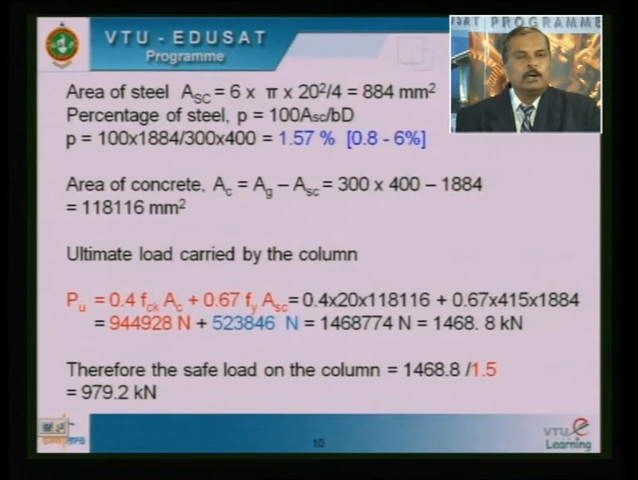 VTU - EDUSAT
Programme
PROGRAMME
Area of steel A_SC = 6 x π x 20²/4 = 884 mm²
Percentage of steel, p = 100Asc/bD
p = 100x1884/300x400 = 1.57 % [0.8 - 6%]
Area of concrete, A_c = A_g – A_sc = 300 x 400 – 1884
= 118116 mm²
Ultimate load carried by the column
P_u = 0.4 f_ck A_c + 0.67 f_y A_sc = 0.4x20x118116 + 0.67x415x1884
= 944928 N + 523846 N = 1468774 N = 1468. 8 kN
Therefore the safe load on the column = 1468.8 /1.5
= 979.2 kN
10
VTU e
Learning